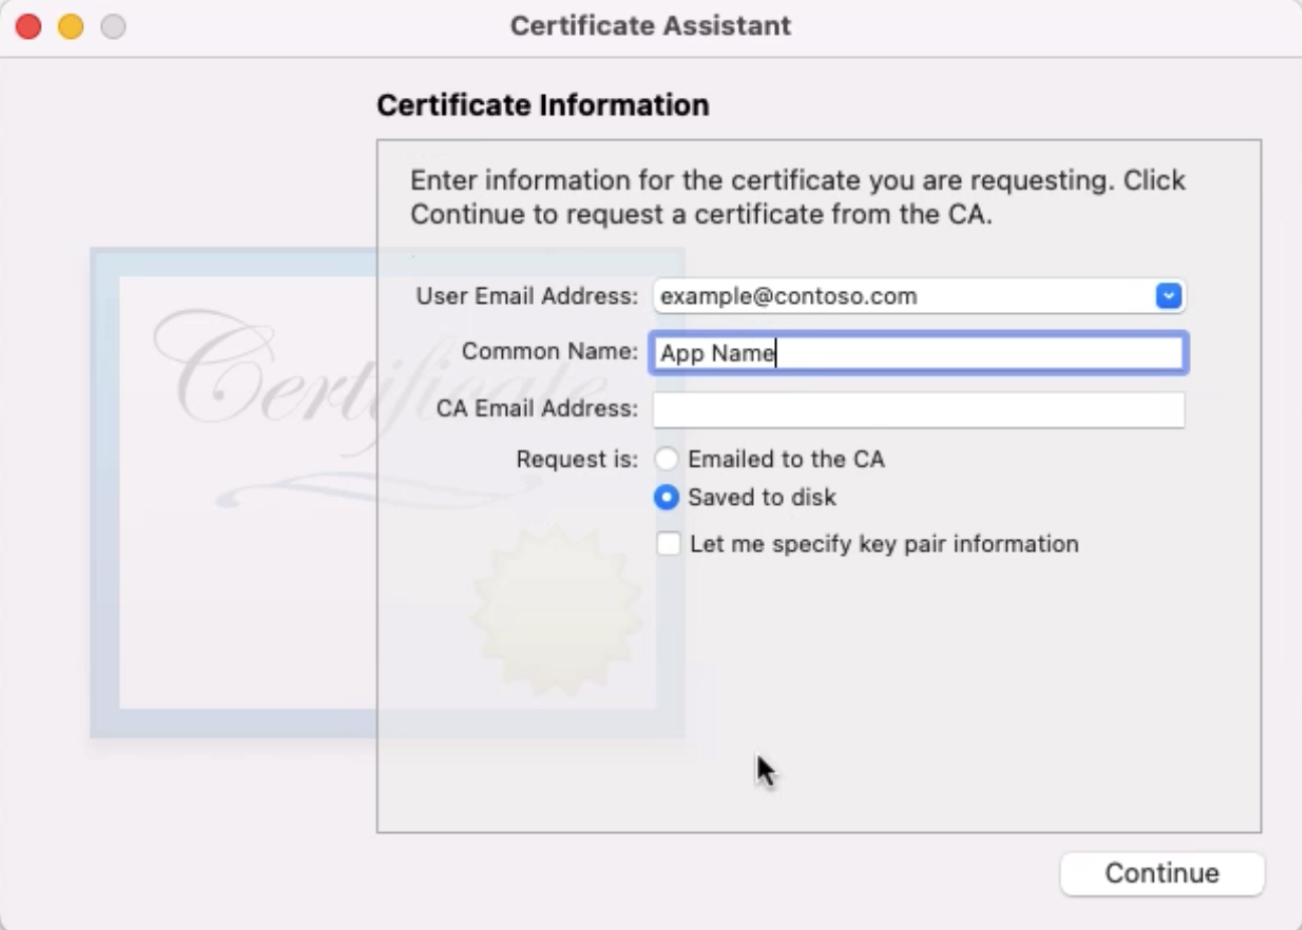 Certificate Assistant
Certificate Information
Enter information for the certificate you are requesting. Click
Continue to request a certificate from the CA.
Certificate
User Email Address: example@contoso.com
Common Name: App Name
CA Email Address:
Request is: Emailed to the CA
Saved to disk
Let me specify key pair information
Continue